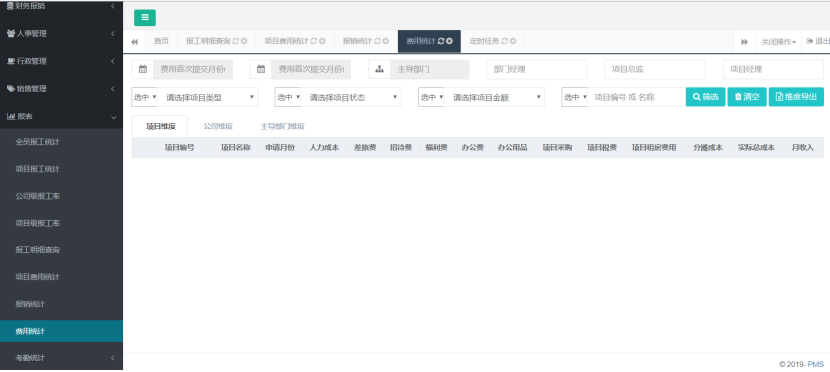 财务报销
人事管理
行政管理
销售管理
报表
全员报工统计
项目报工统计
公司级报工率
项目级报工率
报工明细查询
项目费用统计
报销统计
费用统计
考勤统计
首页 报工明细查询 项目费用统计 报销统计 费用统计 定时任务 关闭操作 退出
费用首次提交月份 费用首次提交月份 主导部门 部门经理 项目总监 项目经理
选中 请选择项目类型 选中 请选择项目状态 选中 请选择项目金额 选中 项目编号 或 名称 筛选 清空 维度导出
项目维度 公司维度 主导部门维度
项目编号 项目名称 申请月份 人力成本 差旅费 招待费 福利费 办公费 办公用品 项目采购 项目税费 项目租房费用 分摊成本 实际总成本 月收入
© 2019- PMS